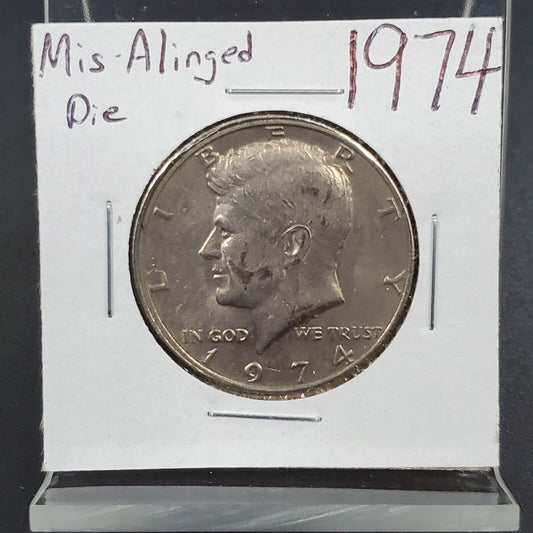 Mis-Alinged 1974
Die
LIBERTY
IN GOD WE TRUST
1974